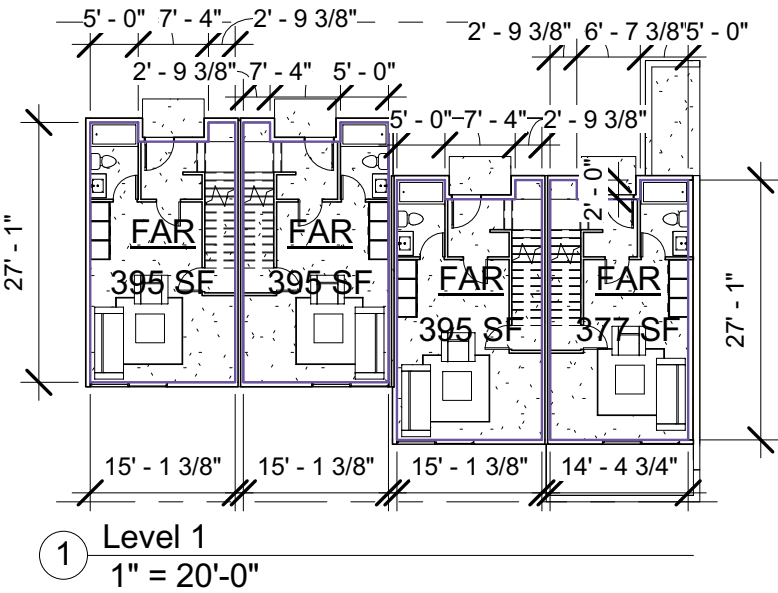 5' - 0" 7' - 4" 2' - 9 3/8"
2' - 9 3/8" 6' - 7 3/8" 5' - 0"
2' - 9 3/8" 7' - 4" 5' - 0"
5' - 0" 7' - 4" 2' - 9 3/8"
2' - 0"
27' - 1"
FAR
395 SF
FAR
395 SF
FAR
395 SF
FAR
377 SF
27' - 1"
15' - 1 3/8" 15' - 1 3/8" 15' - 1 3/8" 14' - 4 3/4"
1 Level 1
1" = 20'-0"